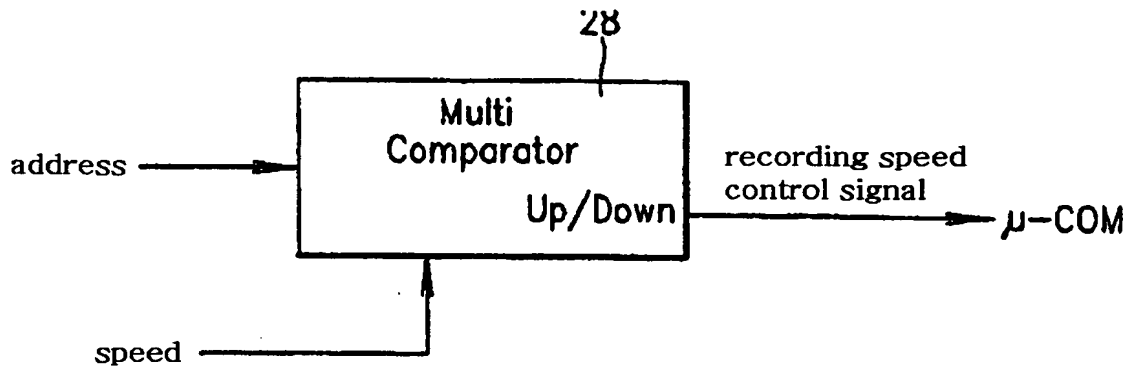 28
Multi
Comparator
address
recording speed
control signal
Up/Down
μ-COM
speed